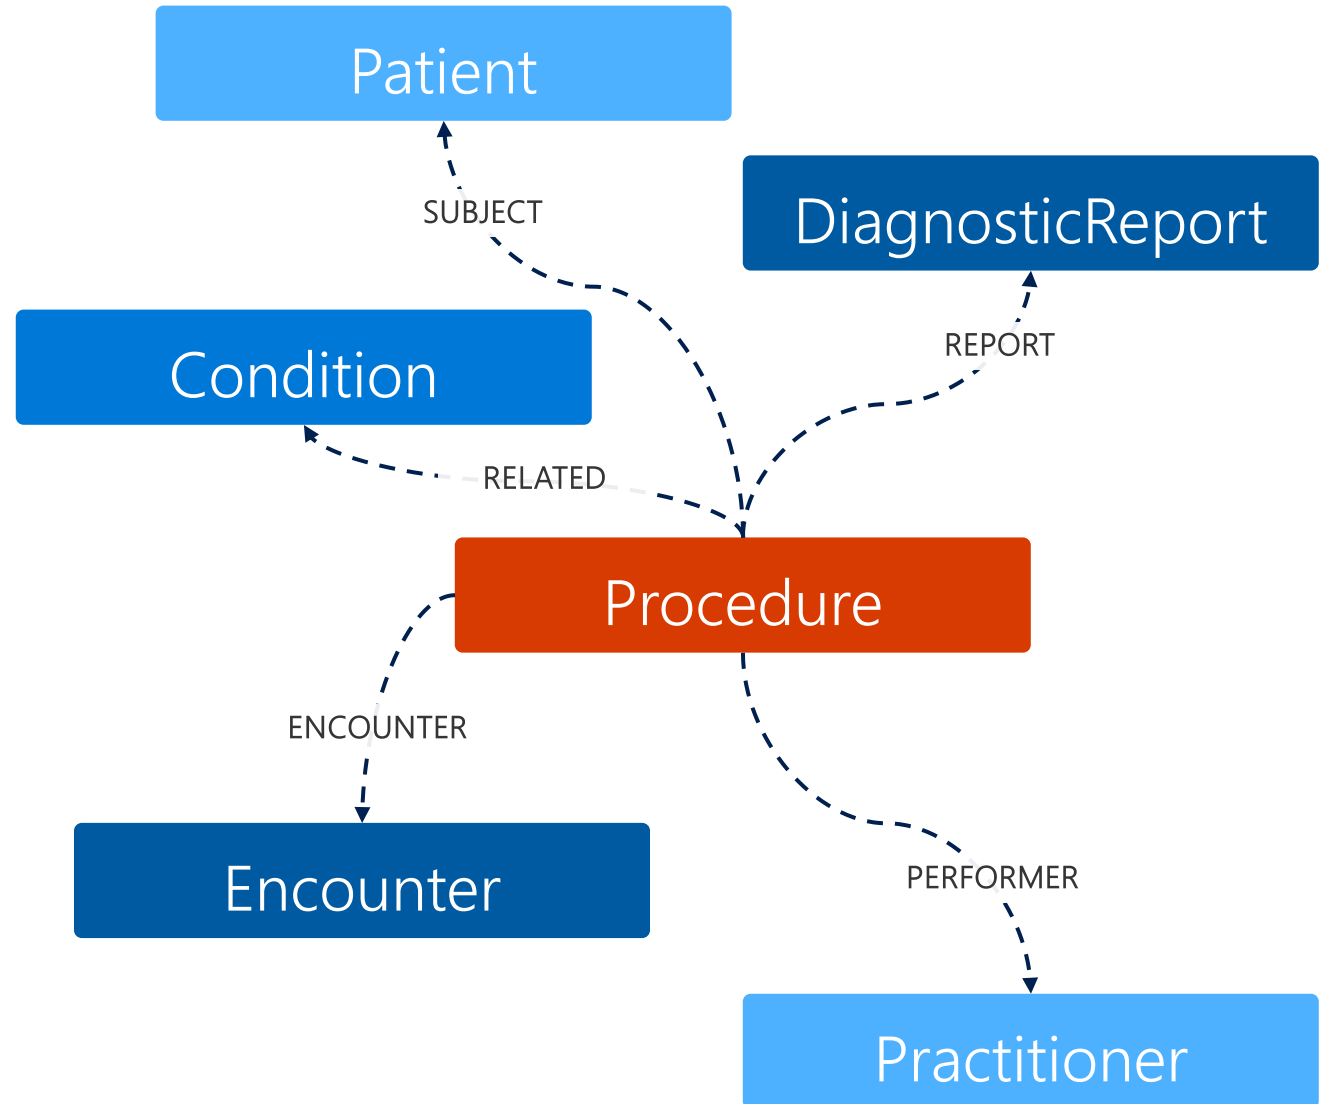 Patient
SUBJECT
DiagnosticReport
REPORT
Condition
RELATED
Procedure
ENCOUNTER
Encounter
PERFORMER
Practitioner